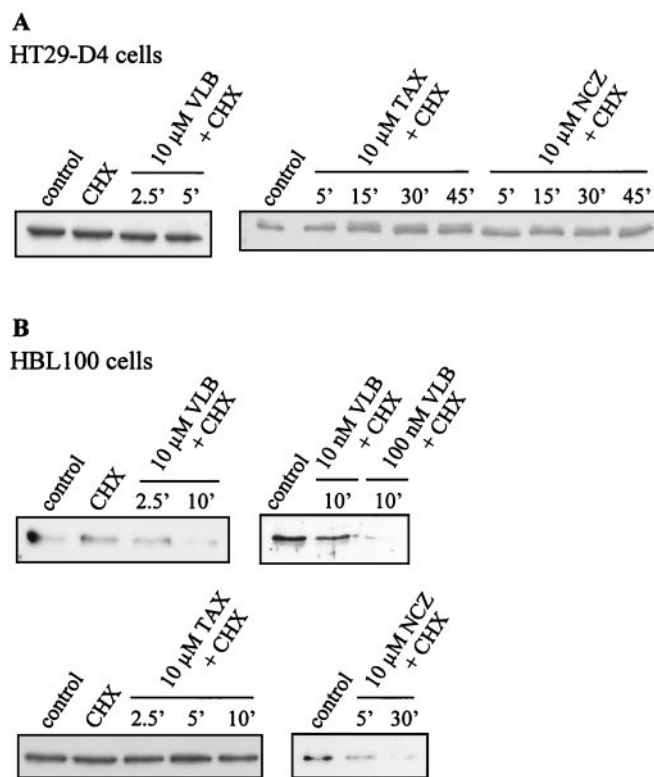 A
HT29-D4 cells
control
CHX
10 µM VLB
+ CHX
2.5' 5'
control
10 µM TAX
+ CHX
5' 15' 30' 45'
10 µM NCZ
+ CHX
5' 15' 30' 45'
B
HBL100 cells
control
CHX
10 µM VLB
+ CHX
2.5' 10'
control
10 nM VLB
+ CHX
10'
100 nM VLB
+ CHX
10'
control
CHX
10 µM TAX
+ CHX
2.5' 5' 10'
control
10 µM NCZ
+ CHX
5' 30'